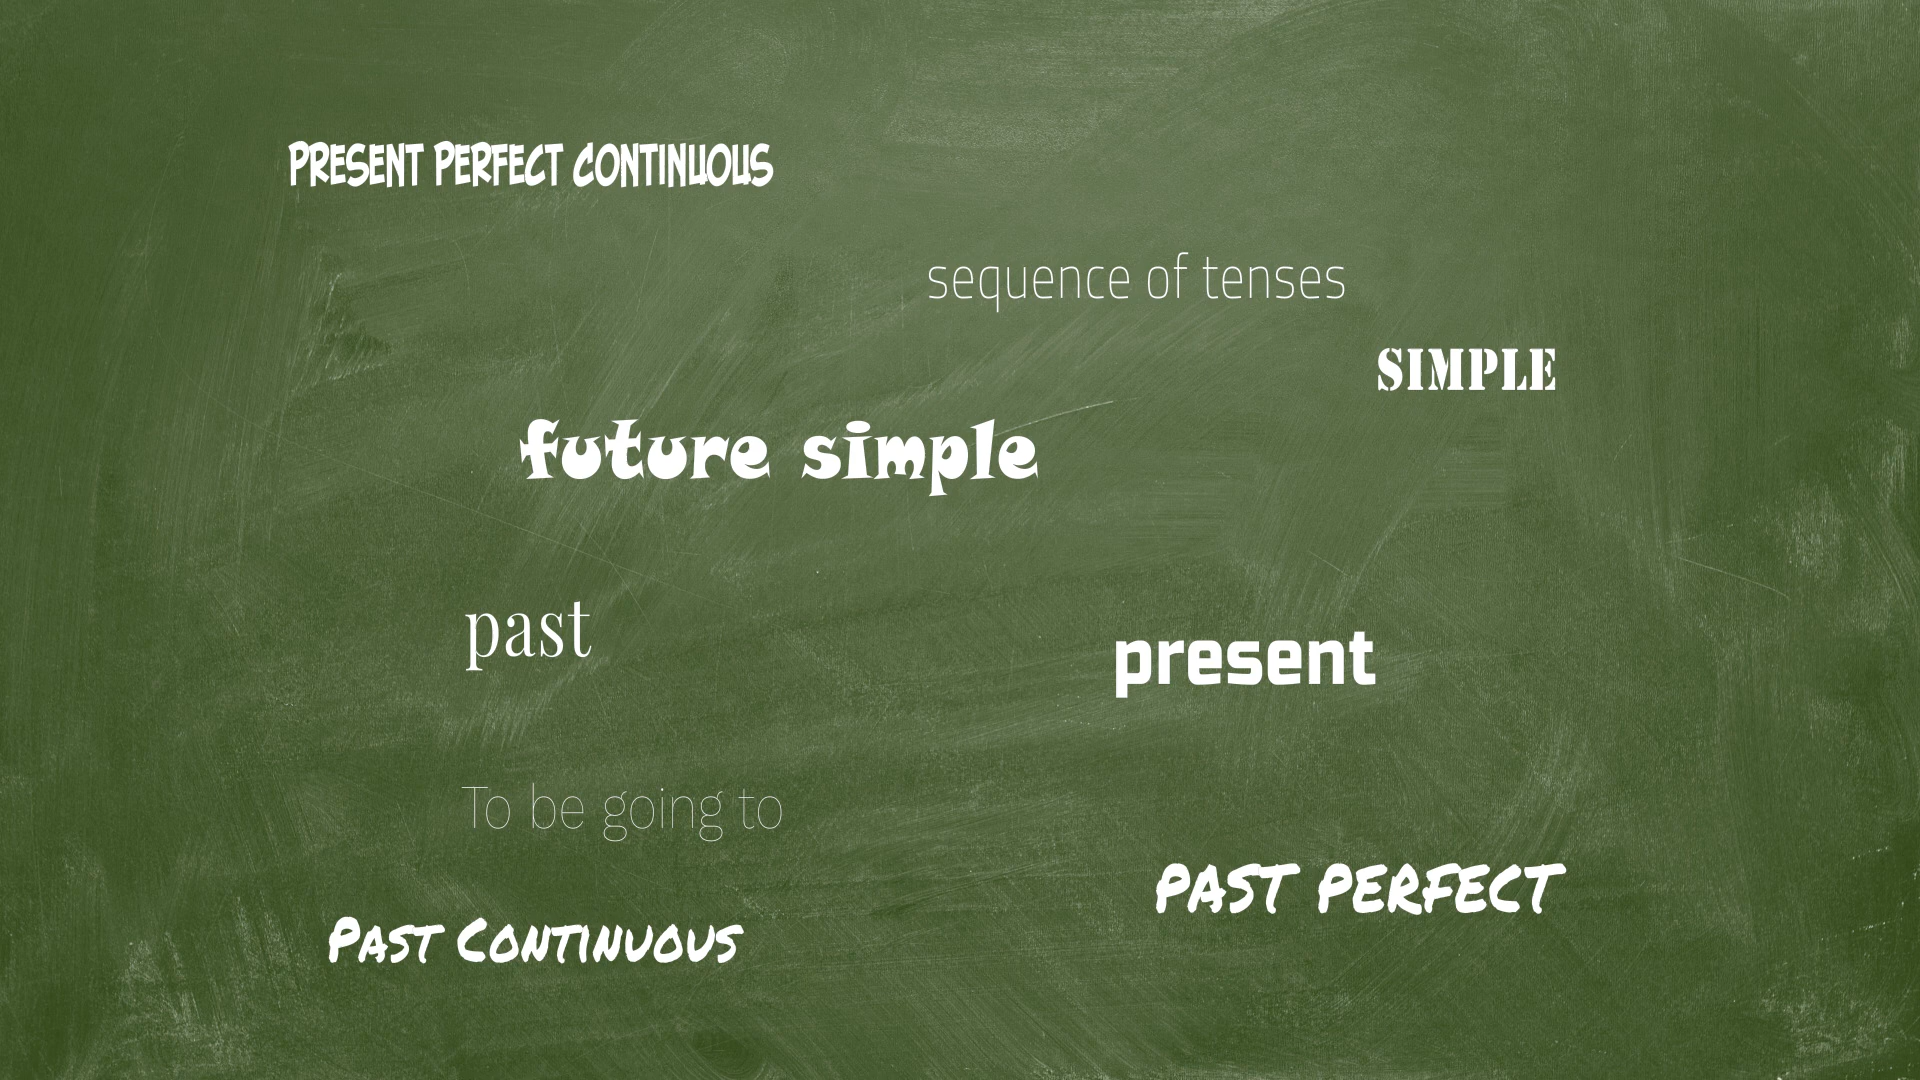 PRESENT PERFECT CONTINUOUS
sequence of tenses
SIMPLE
future simple
past
present
To be going to
PAST PERFECT
PAST CONTINUOUS